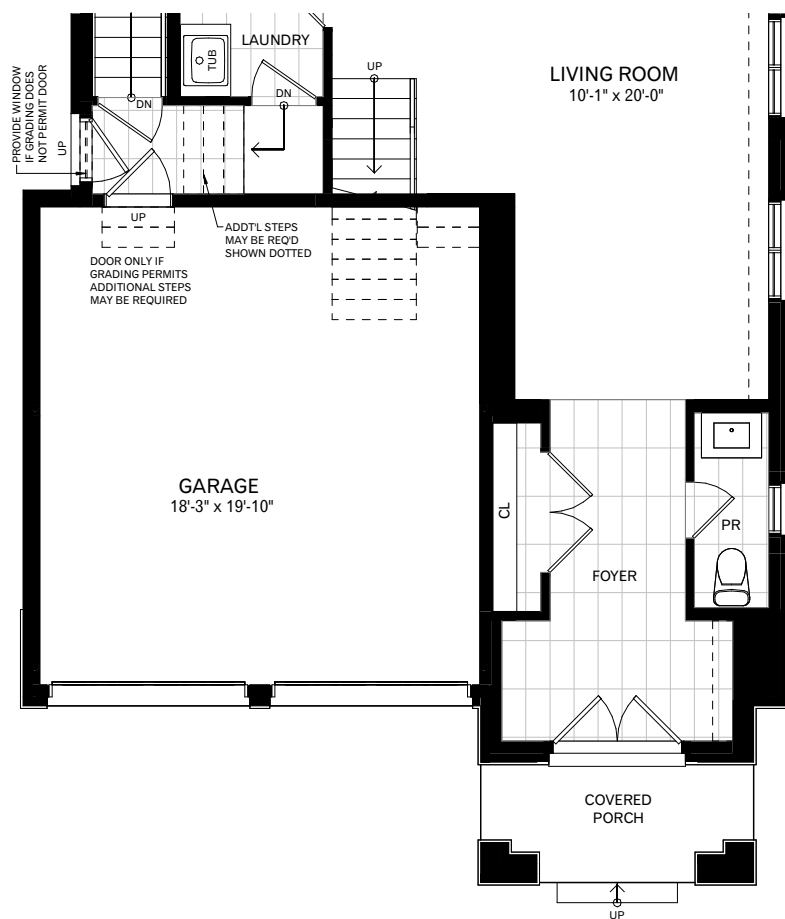 LAUNDRY
TUB
UP
LIVING ROOM
10'-1" x 20'-0"
DN
DN
PROVIDE WINDOW
IF GRADING DOES
NOT PERMIT DOOR
UP
UP
ADDT'L STEPS
MAY BE REQ'D
SHOWN DOTTED
DOOR ONLY IF
GRADING PERMITS
ADDITIONAL STEPS
MAY BE REQUIRED
GARAGE
18'-3" x 19'-10"
CL
PR
FOYER
COVERED
PORCH
UP